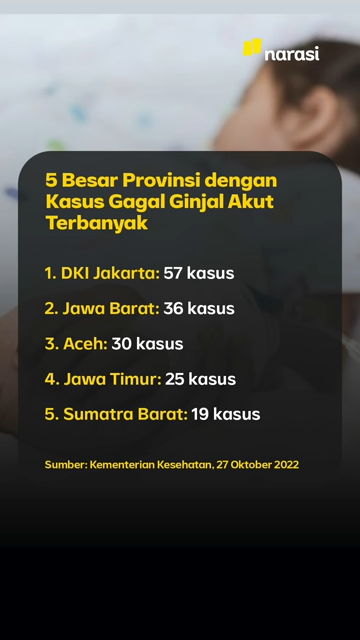 narasi
5 Besar Provinsi dengan
Kasus Gagal Ginjal Akut
Terbanyak
1. DKI Jakarta: 57 kasus
2. Jawa Barat: 36 kasus
3. Aceh: 30 kasus
4. Jawa Timur: 25 kasus
5. Sumatra Barat: 19 kasus
Sumber: Kementerian Kesehatan, 27 Oktober 2022